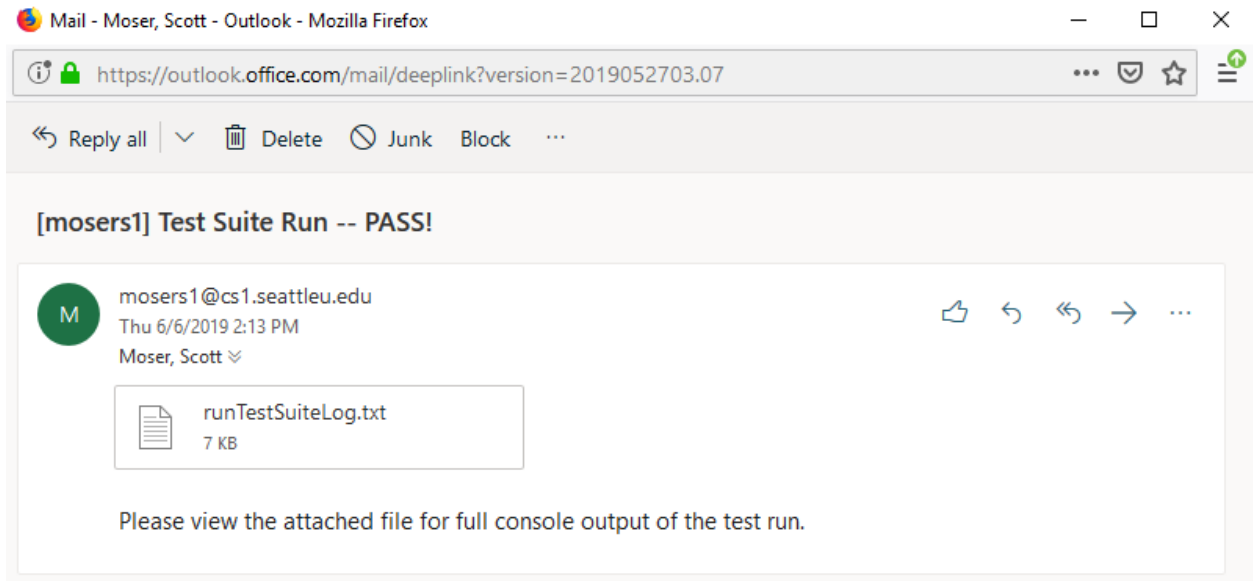 Mail - Moser, Scott - Outlook - Mozilla Firefox
https://outlook.office.com/mail/deeplink?version=2019052703.07
Reply all Delete Junk Block
[mosers1] Test Suite Run -- PASS!
M
mosers1@cs1.seattleu.edu
Thu 6/6/2019 2:13 PM
Moser, Scott
runTestSuiteLog.txt
7 KB
Please view the attached file for full console output of the test run.